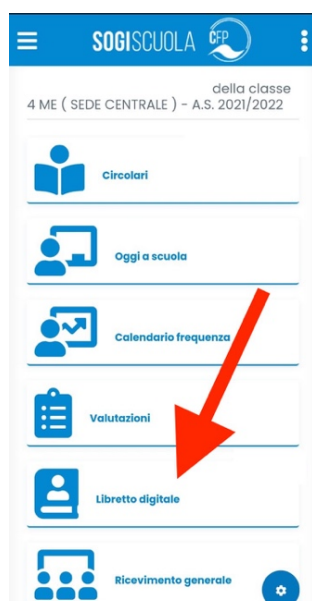 SOGISCUOLA CFP
della classe
4 ME ( SEDE CENTRALE ) - A.S. 2021/2022
Circolari
Oggi a scuola
Calendario frequenza
Valutazioni
Libretto digitale
Ricevimento generale